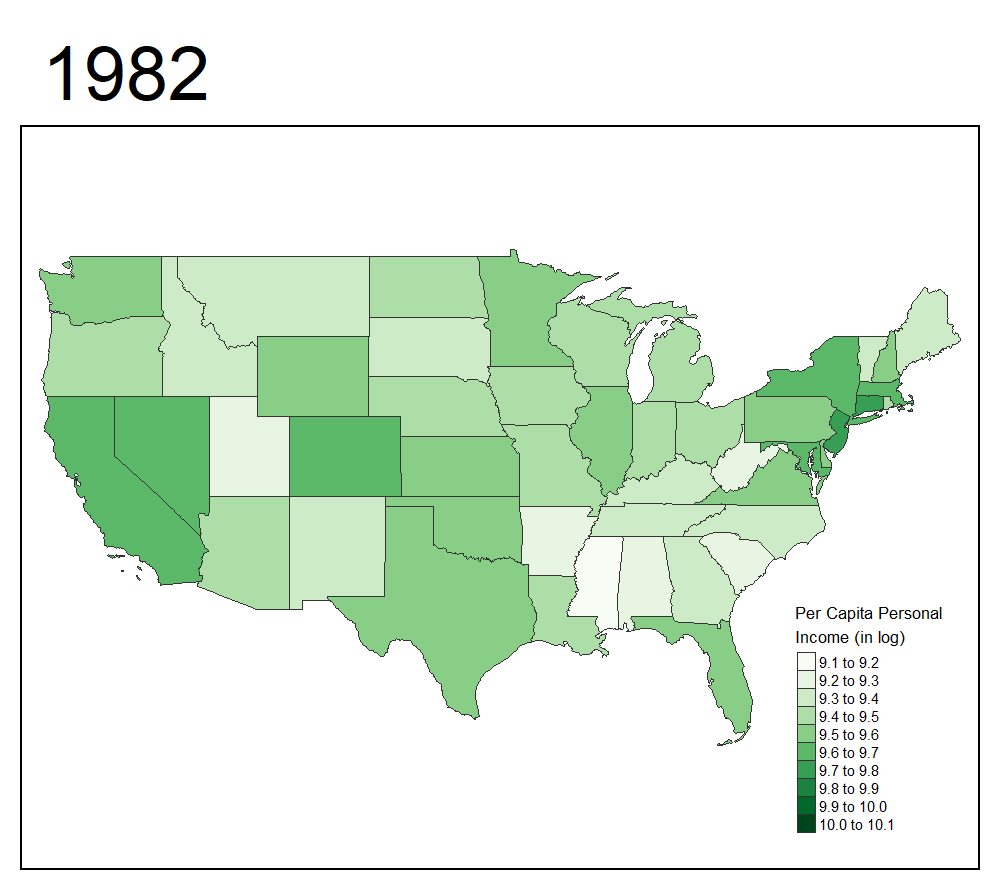 1982
Per Capita Personal
Income (in log)
9.1 to 9.2
9.2 to 9.3
9.3 to 9.4
9.4 to 9.5
9.5 to 9.6
9.6 to 9.7
9.7 to 9.8
9.8 to 9.9
9.9 to 10.0
10.0 to 10.1